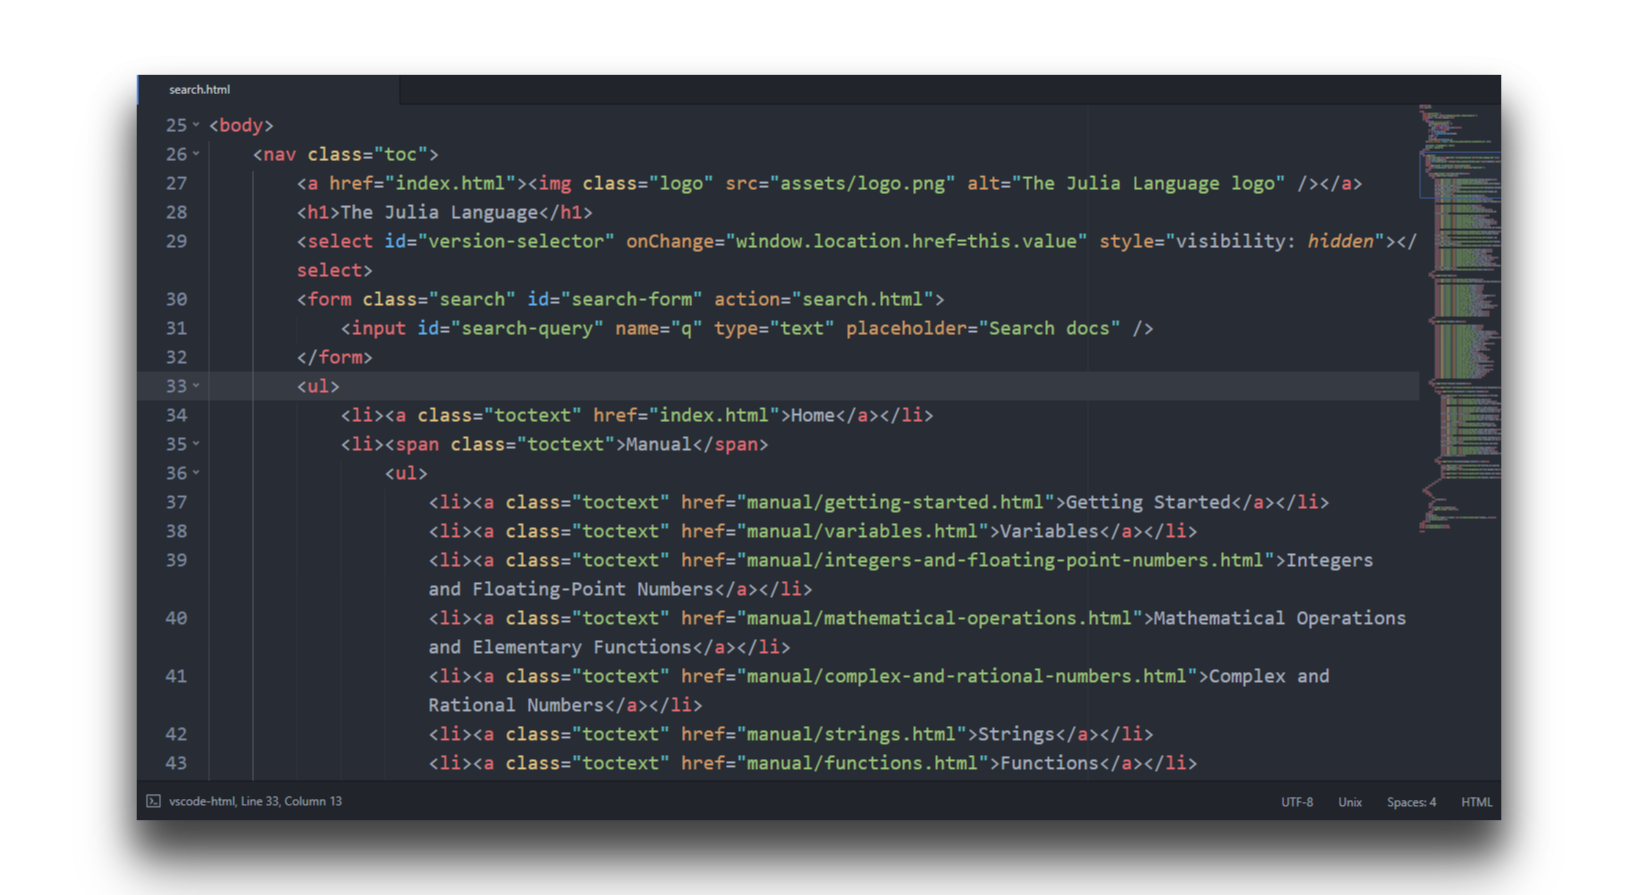 search.html
25 <body>
26 <nav class="toc">
27 <a href="index.html"><img class="logo" src="assets/logo.png" alt="The Julia Language logo" /></a>
28 <h1>The Julia Language</h1>
29 <select id="version-selector" onChange="window.location.href=this.value" style="visibility: hidden"></
select>
30 <form class="search" id="search-form" action="search.html">
31 <input id="search-query" name="q" type="text" placeholder="Search docs" />
32 </form>
33 <ul>
34 <li><a class="toctext" href="index.html">Home</a></li>
35 <li><span class="toctext">Manual</span>
36 <ul>
37 <li><a class="toctext" href="manual/getting-started.html">Getting Started</a></li>
38 <li><a class="toctext" href="manual/variables.html">Variables</a></li>
39 <li><a class="toctext" href="manual/integers-and-floating-point-numbers.html">Integers
and Floating-Point Numbers</a></li>
40 <li><a class="toctext" href="manual/mathematical-operations.html">Mathematical Operations
and Elementary Functions</a></li>
41 <li><a class="toctext" href="manual/complex-and-rational-numbers.html">Complex and
Rational Numbers</a></li>
42 <li><a class="toctext" href="manual/strings.html">Strings</a></li>
43 <li><a class="toctext" href="manual/functions.html">Functions</a></li>
vscode-html, Line 33, Column 13
UTF-8 Unix Spaces: 4 HTML